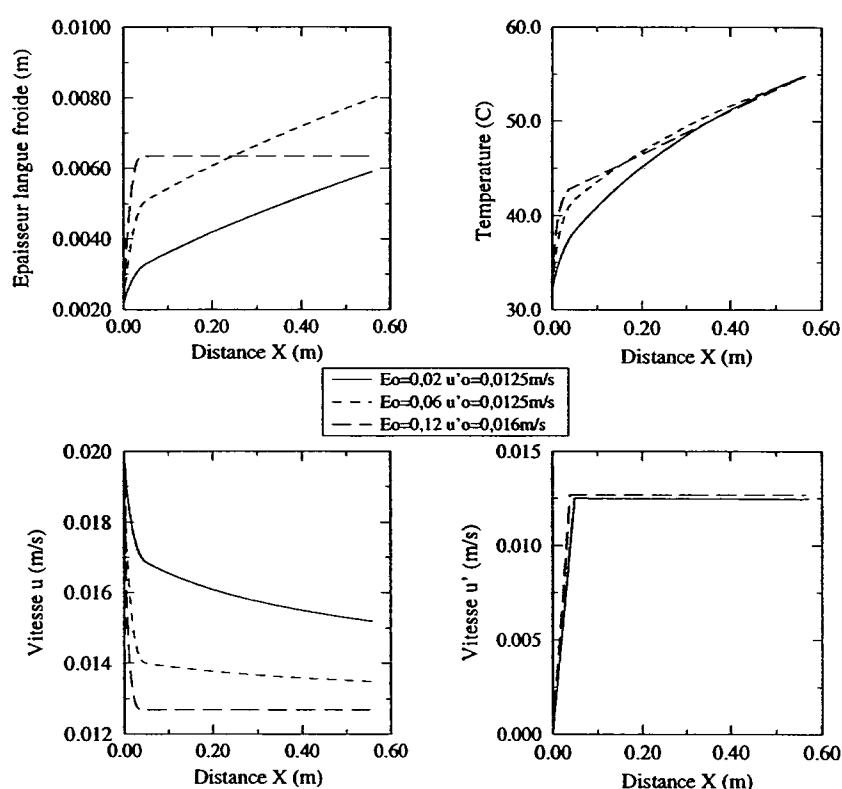 0.0100
0.0080
0.0060
0.0040
0.0020
Epaisseur langue froide (m)
0.00 0.20 0.40 0.60
Distance X (m)
60.0
50.0
40.0
30.0
Temperature (C)
0.00 0.20 0.40 0.60
Distance X (m)
Eo=0,02 u'o=0,0125m/s
Eo=0,06 u'o=0,0125m/s
Eo=0,12 u'o=0,016m/s
0.020
0.018
0.016
0.014
0.012
Vitesse u (m/s)
0.00 0.20 0.40 0.60
Distance X (m)
0.015
0.010
0.005
0.000
Vitesse u' (m/s)
0.00 0.20 0.40 0.60
Distance X (m)